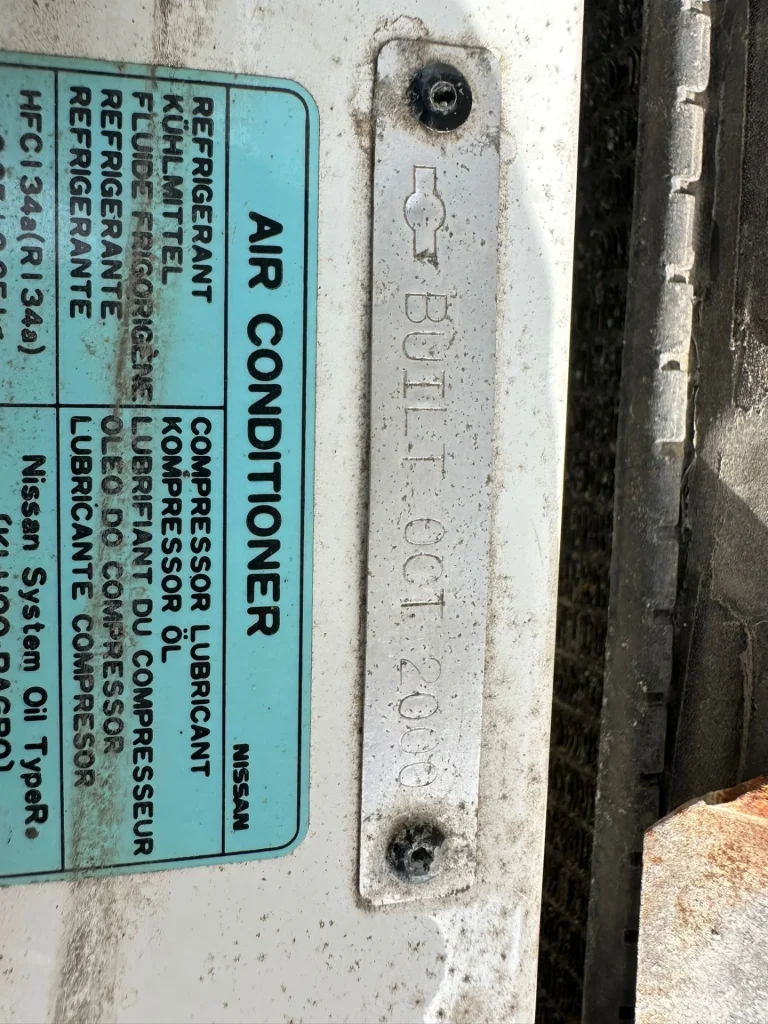 BUILT OCT 2000
AIR CONDITIONER
NISSAN
REFRIGERANT
KÜHLMITTEL
FLUIDE FRIGORIGÈNE
REFRIGERANTE
REFRIGERANTE
COMPRESSOR LUBRICANT
KOMPRESSOR ÖL
LUBRIFIANT DU COMPRESSEUR
OLEO DO COMPRESSOR
LUBRICANTE COMPRESOR
HFC134a(R134a)
Nissan System Oil TypeR